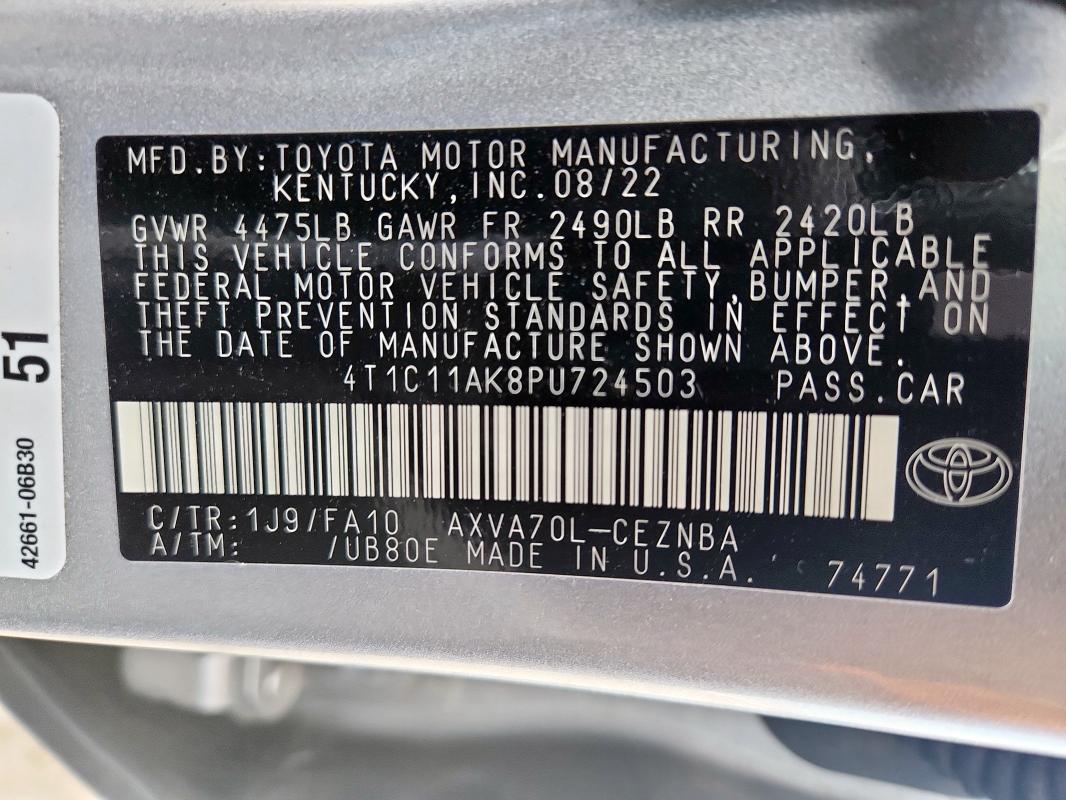 MFD.BY:TOYOTA MOTOR MANUFACTURING,
KENTUCKY,INC.08/22
GVWR 4475LB GAWR FR 2490LB RR 2420LB
THIS VEHICLE CONFORMS TO ALL APPLICABLE
FEDERAL MOTOR VEHICLE SAFETY,BUMPER,AND
THEFT PREVENTION STANDARDS IN EFFECT ON
THE DATE OF MANUFACTURE SHOWN ABOVE.
4T1C11AK8PU724503 PASS.CAR
C/TR:1J9/FA10 AXVA70L-CEZNBA
A/TM: /UB80E MADE IN U.S.A. 74771
51
42661-06B30